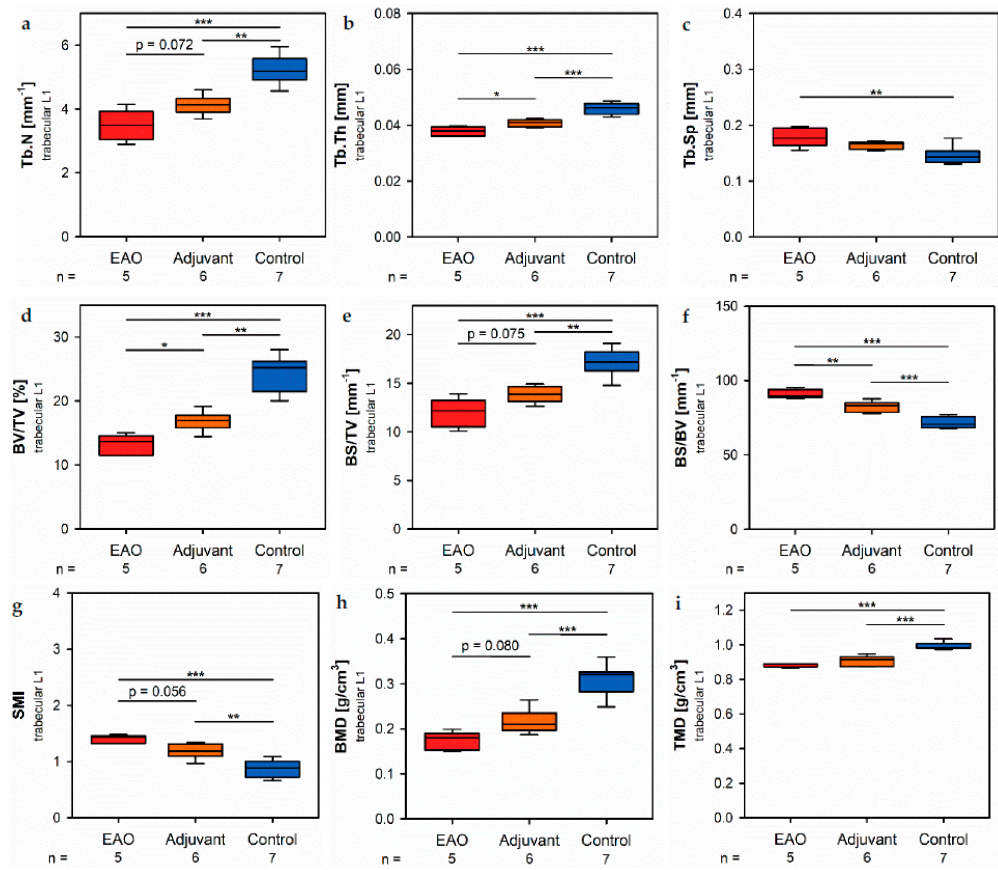 a
Tb.N [mm⁻¹]
trabecular L1
6
4
2
0
***
p = 0.072
**
EAO Adjuvant Control
n = 5 6 7
b
Tb.Th [mm]
trabecular L1
0.08
0.06
0.04
0.02
0.00
***
***
*
EAO Adjuvant Control
n = 5 6 7
c
Tb.Sp [mm]
trabecular L1
0.4
0.3
0.2
0.1
0.0
**
EAO Adjuvant Control
n = 5 6 7
d
BV/TV [%]
trabecular L1
30
20
10
0
***
**
*
EAO Adjuvant Control
n = 5 6 7
e
BS/TV [mm⁻¹]
trabecular L1
20
15
10
5
0
***
p = 0.075
**
EAO Adjuvant Control
n = 5 6 7
f
BS/BV [mm⁻¹]
trabecular L1
150
100
50
0
***
**
***
EAO Adjuvant Control
n = 5 6 7
g
SMI
trabecular L1
4
3
2
1
0
***
p = 0.056
**
EAO Adjuvant Control
n = 5 6 7
h
BMD [g/cm³]
trabecular L1
0.5
0.4
0.3
0.2
0.1
0.0
***
***
p = 0.080
EAO Adjuvant Control
n = 5 6 7
i
TMD [g/cm³]
trabecular L1
1.2
1.0
0.8
0.6
0.4
0.2
0.0
***
***
EAO Adjuvant Control
n = 5 6 7